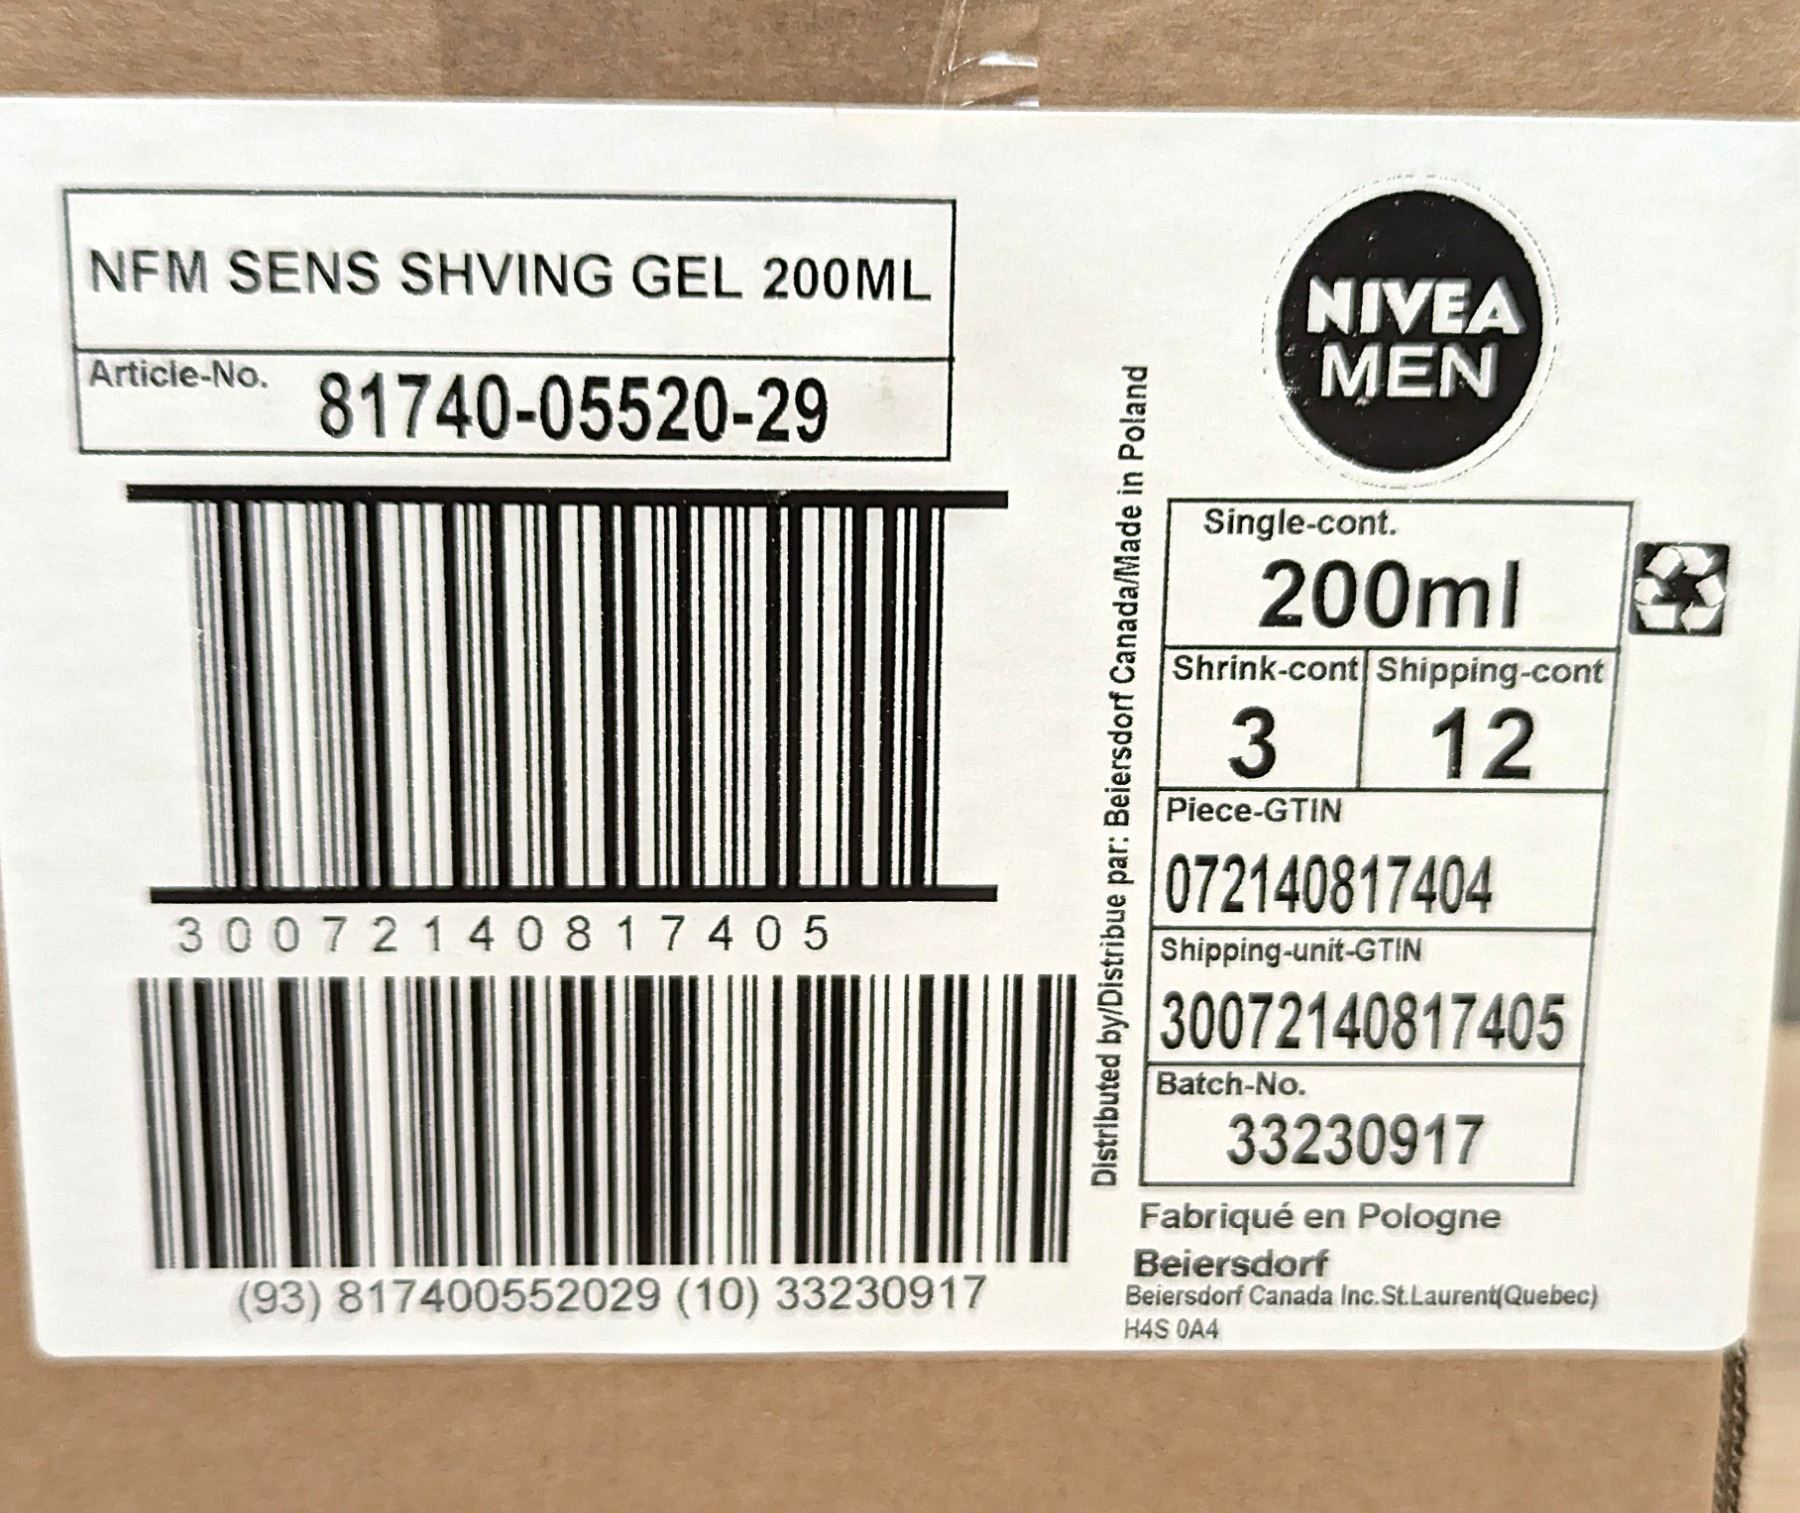 NFM SENS SHVING GEL 200ML
Article-No. 81740-05520-29
30072140817405
(93) 817400552029 (10) 33230917
Distributed by/Distribue par: Beiersdorf Canada/Made in Poland
NIVEA
MEN
Single-cont.
200ml
Shrink-cont Shipping-cont
3 12
Piece-GTIN
072140817404
Shipping-unit-GTIN
30072140817405
Batch-No.
33230917
Fabriqué en Pologne
Beiersdorf
Beiersdorf Canada Inc.St.Laurent(Quebec)
H4S 0A4